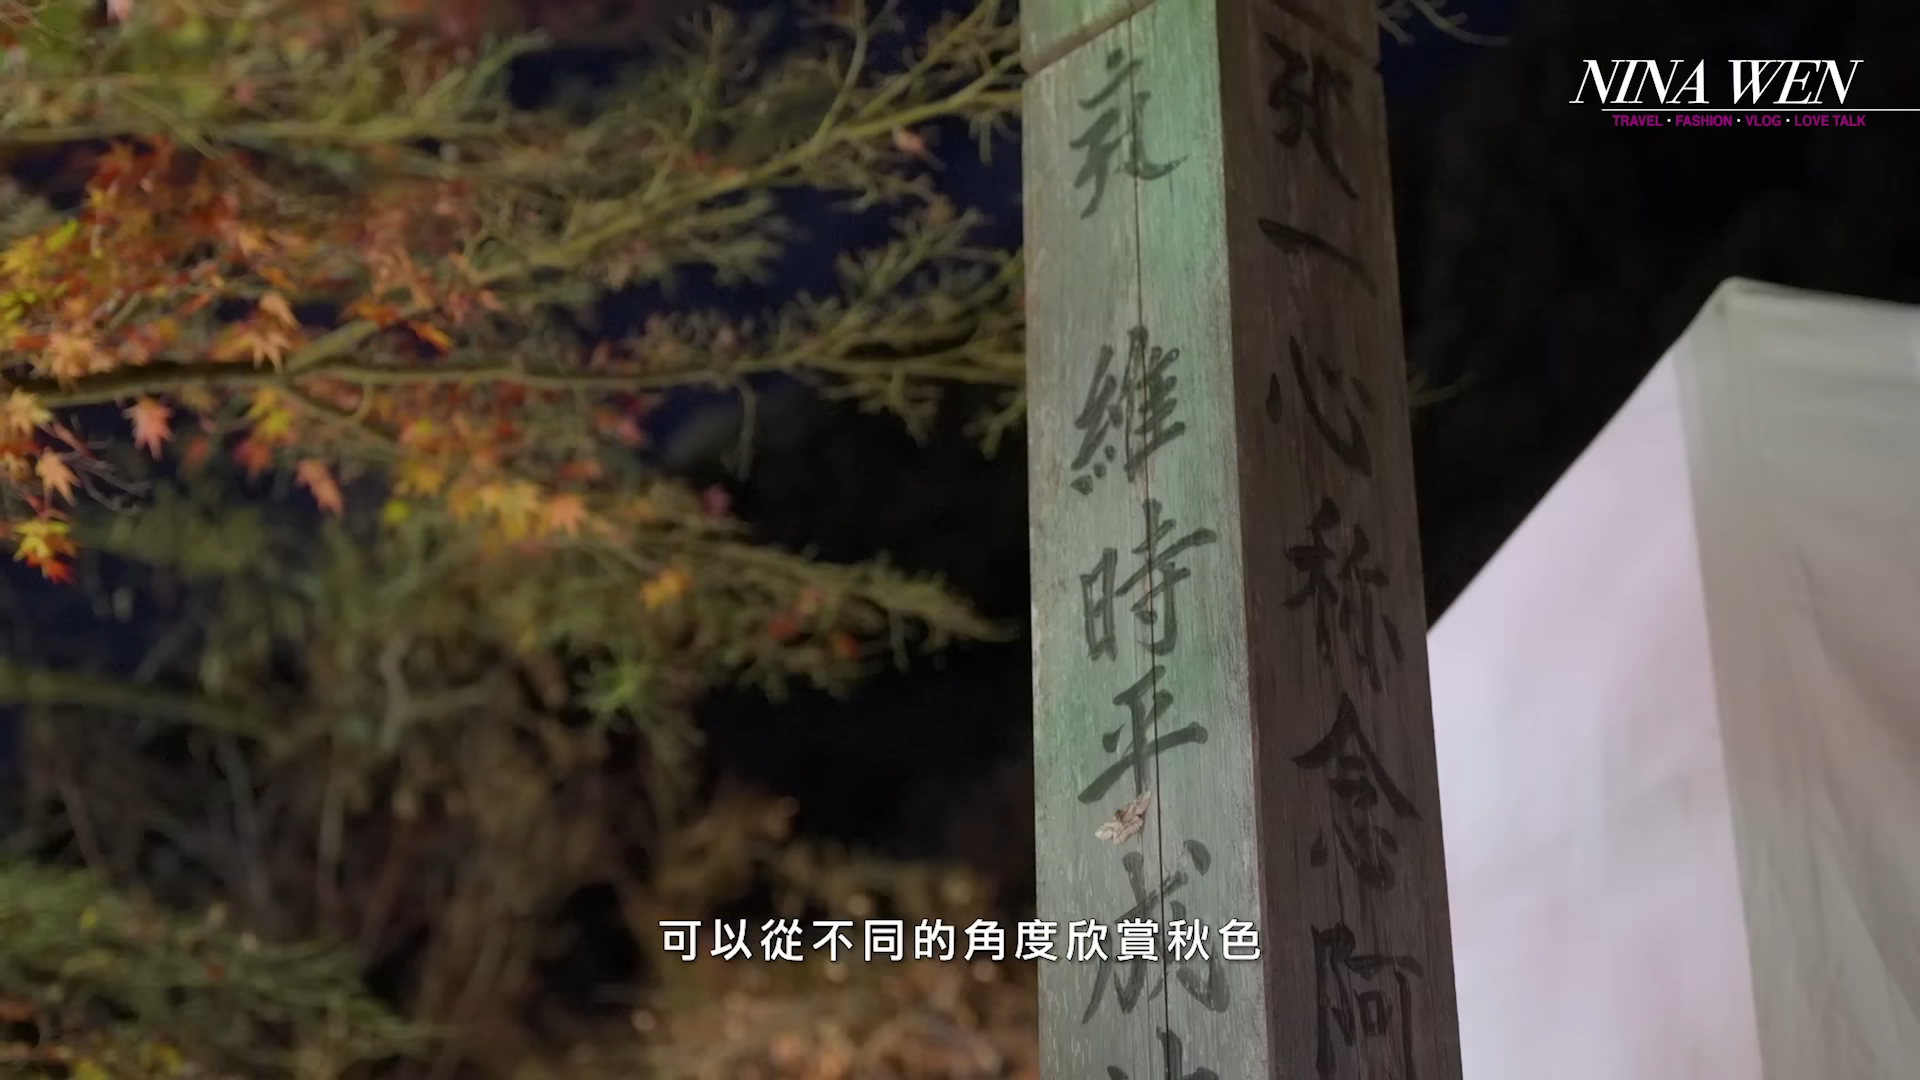 NINA WEN
TRAVEL • FASHION • VLOG • LOVE TALK
維時平成
一心称念阿
可以從不同的角度欣賞秋色